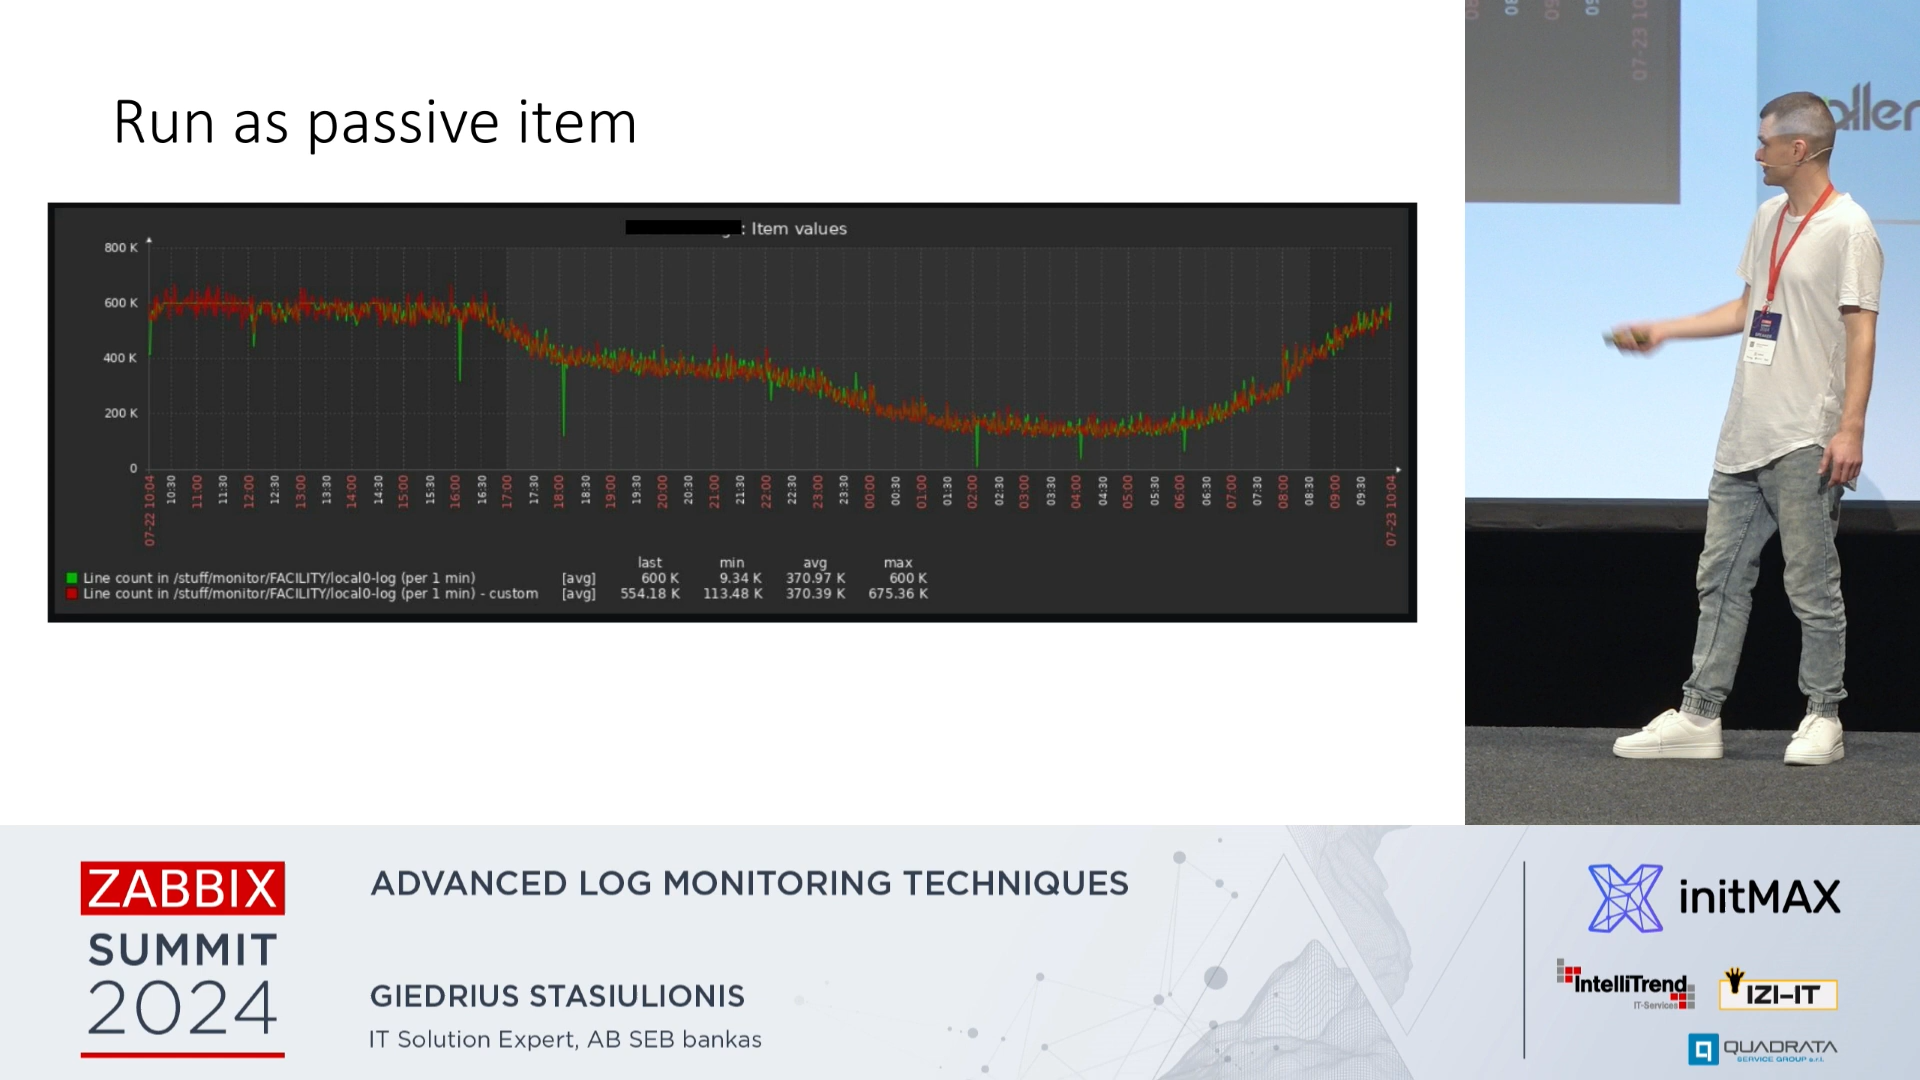 Run as passive item
: Item values
800 K
600 K
400 K
200 K
0
07-22 10:04 10:30 11:00 11:30 12:00 12:30 13:00 13:30 14:00 14:30 15:00 15:30 16:00 16:30 17:00 17:30 18:00 18:30 19:00 19:30 20:00 20:30 21:00 21:30 22:00 22:30 23:00 23:30 00:00 00:30 01:00 01:30 02:00 02:30 03:00 03:30 04:00 04:30 05:00 05:30 06:00 06:30 07:00 07:30 08:00 08:30 09:00 09:30 07-23 10:04
last min avg max
Line count in /stuff/monitor/FACILITY/local0-log (per 1 min) [avg] 600 K 9.34 K 370.97 K 600 K
Line count in /stuff/monitor/FACILITY/local0-log (per 1 min) - custom [avg] 554.18 K 113.48 K 370.39 K 675.36 K
07-23 10
aller
ZABBIX
SUMMIT
2024
ADVANCED LOG MONITORING TECHNIQUES
GIEDRIUS STASIULIONIS
IT Solution Expert, AB SEB bankas
initMAX
IntelliTrend
IT-Services
IZI-IT
QUADRATA
SERVICE GROUP s.r.l.